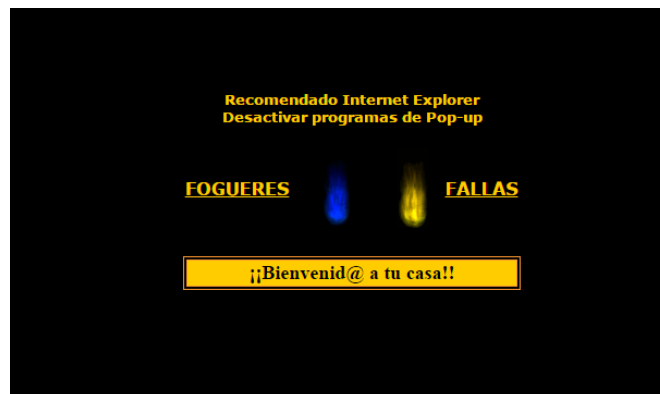 Recomendado Internet Explorer
Desactivar programas de Pop-up
FOGUERES FALLAS
¡¡Bienvenid@ a tu casa!!